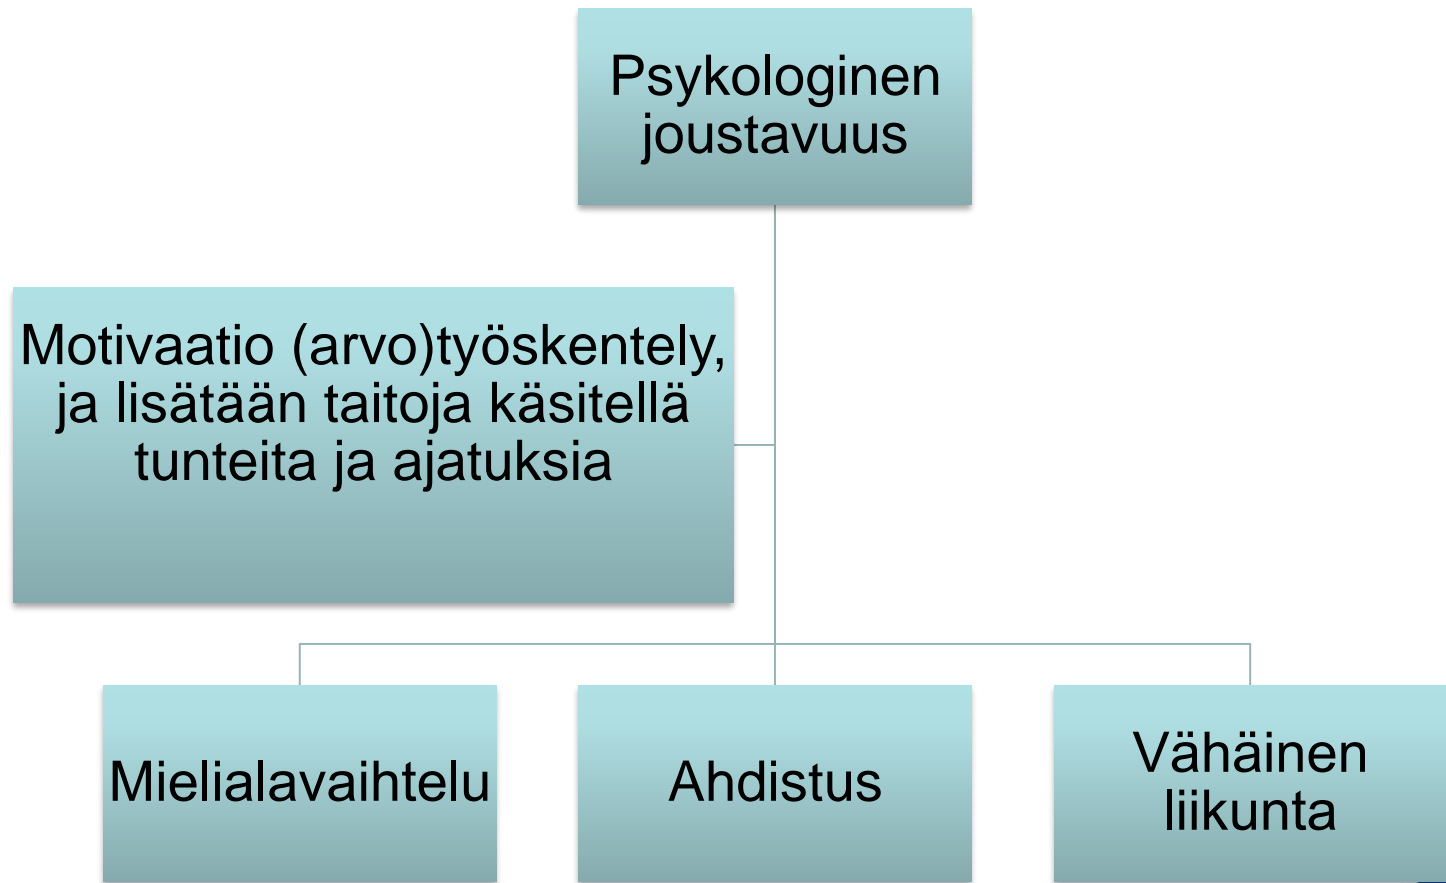 Psykologinen
joustavuus
Motivaatio (arvo)työskentely,
ja lisätään taitoja käsitellä
tunteita ja ajatuksia
Mielialavaihtelu
Ahdistus
Vähäinen
liikunta